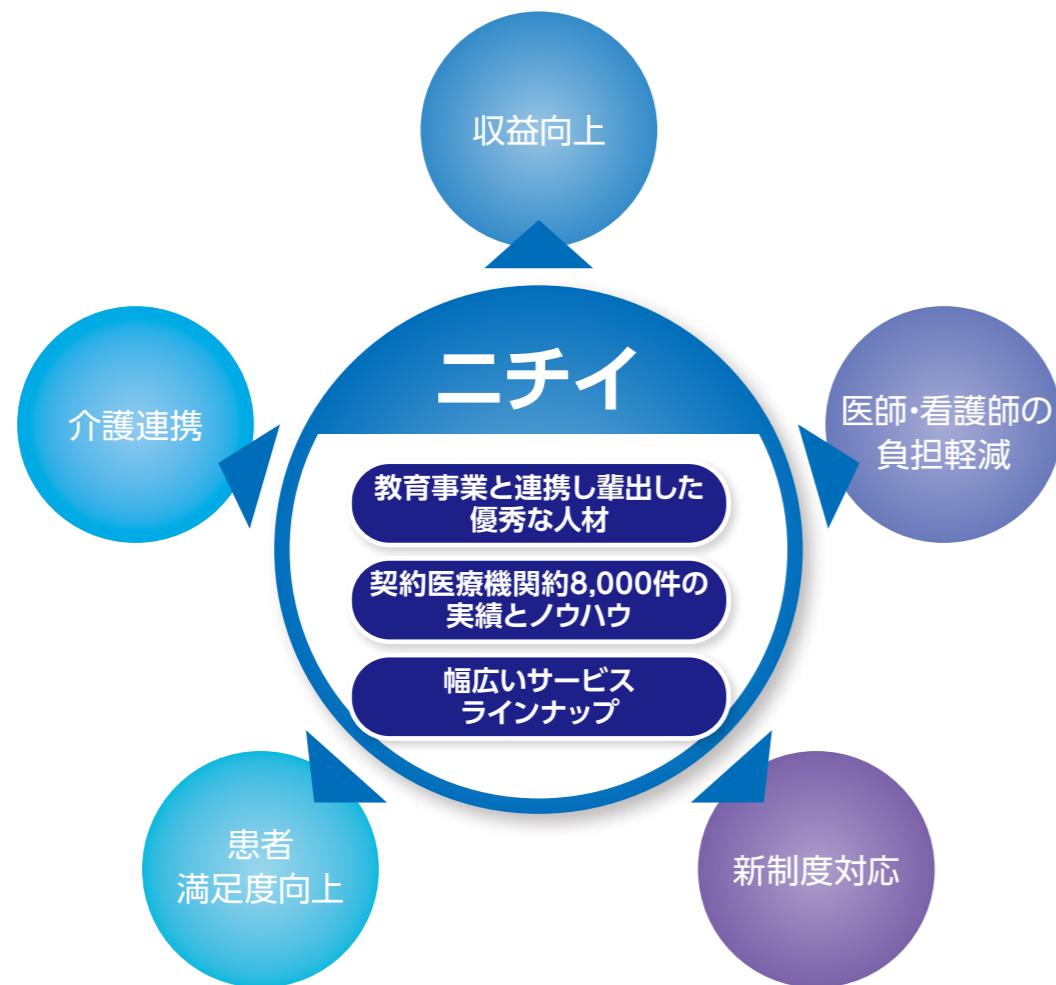 収益向上
介護連携
ニチイ
医師・看護師の
負担軽減
教育事業と連携し輩出した
優秀な人材
契約医療機関約8,000件の
実績とノウハウ
幅広いサービス
ラインナップ
患者
満足度向上
新制度対応